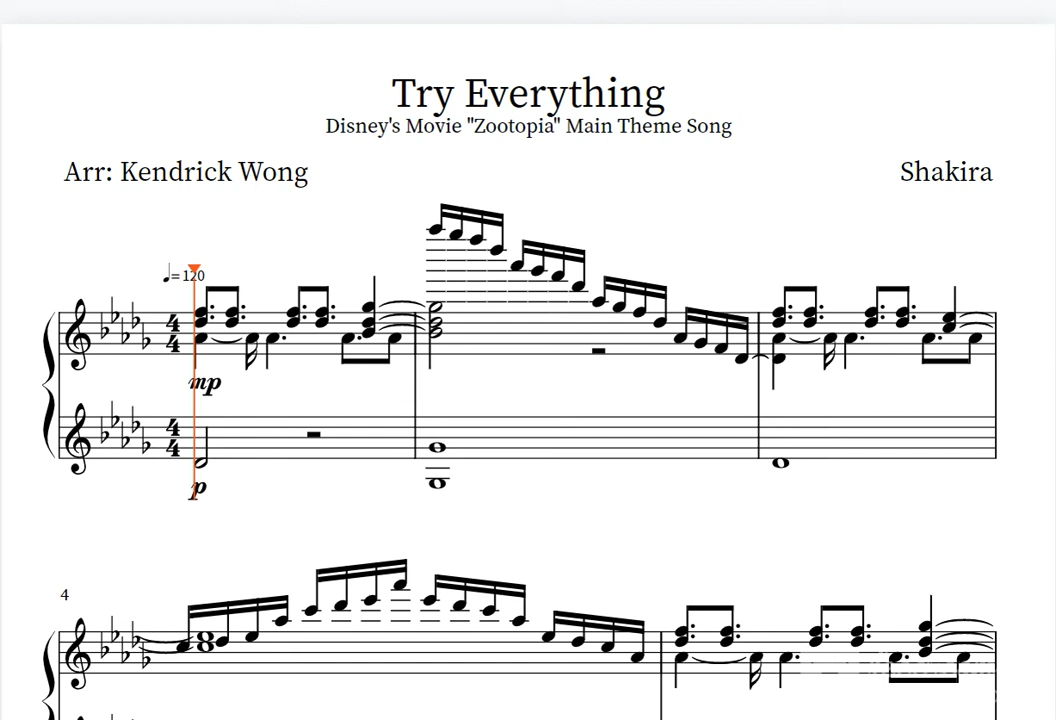 Try Everything
Disney's Movie "Zootopia" Main Theme Song
Arr: Kendrick Wong
Shakira
♩= 120
4
4
mp
4
4
p
4